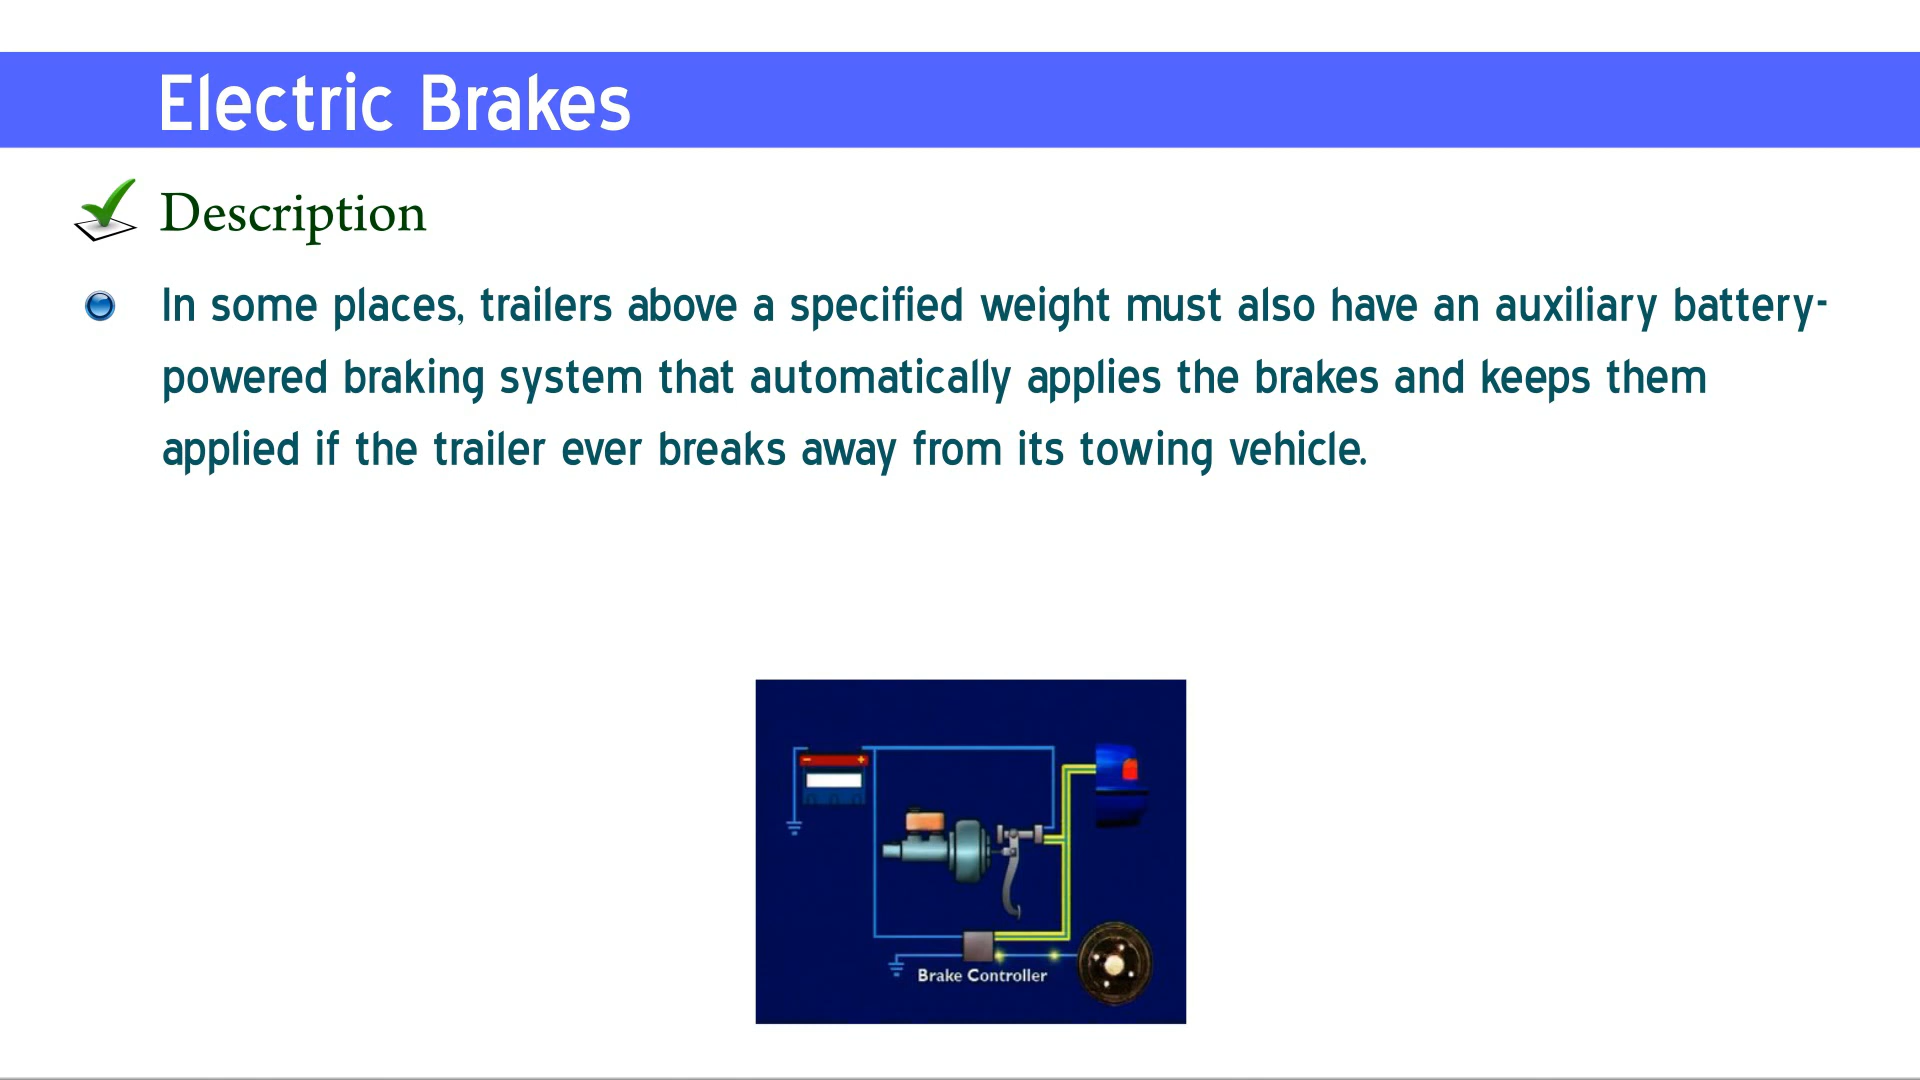 Electric Brakes
Description
In some places, trailers above a specified weight must also have an auxiliary battery-
powered braking system that automatically applies the brakes and keeps them
applied if the trailer ever breaks away from its towing vehicle.
- +
Brake Controller